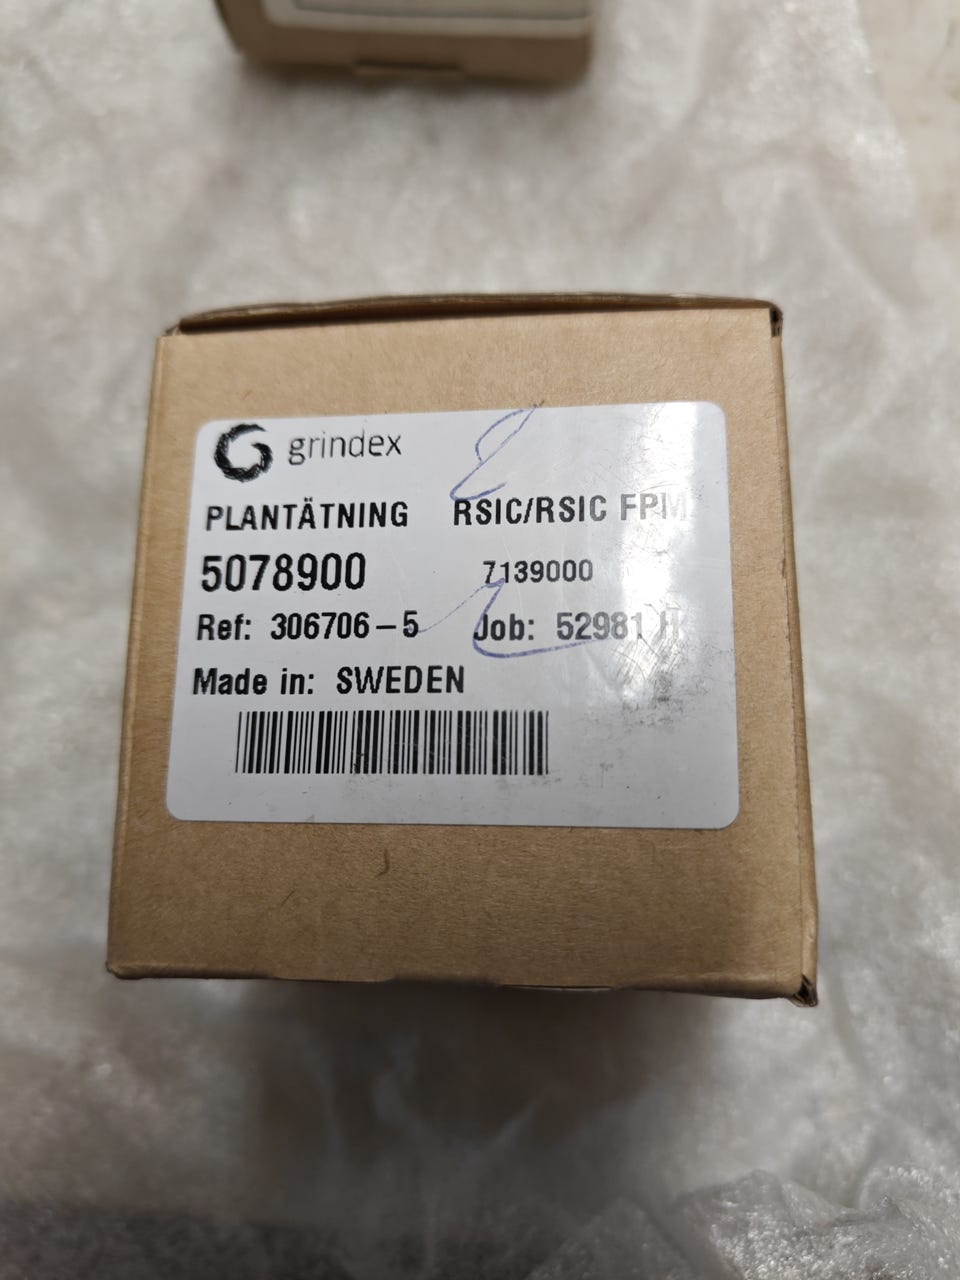 grindex
PLANTÄTNING RSIC/RSIC FPM
5078900 7139000
Ref: 306706-5 Job: 52981 H
Made in: SWEDEN